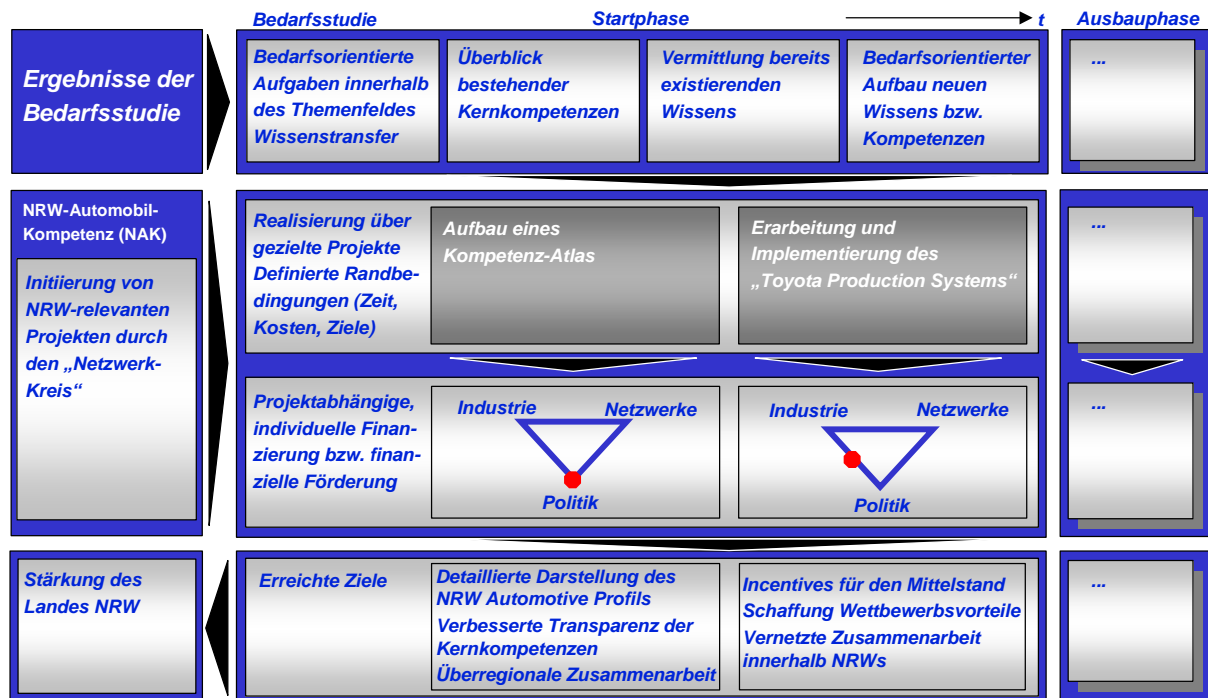 Bedarfsstudie
Startphase
t
Ausbauphase
Ergebnisse der
Bedarfsstudie
Bedarfsorientierte
Aufgaben innerhalb
des Themenfeldes
Wissenstransfer
Überblick
bestehender
Kernkompetenzen
Vermittlung bereits
existierenden
Wissens
Bedarfsorientierter
Aufbau neuen
Wissens bzw.
Kompetenzen
...
NRW-Automobil-
Kompetenz (NAK)
Initiierung von
NRW-relevanten
Projekten durch
den „Netzwerk-
Kreis“
Realisierung über
gezielte Projekte
Definierte Randbe-
dingungen (Zeit,
Kosten, Ziele)
Aufbau eines
Kompetenz-Atlas
Erarbeitung und
Implementierung des
„Toyota Production Systems“
...
Projektabhängige,
individuelle Finan-
zierung bzw. finan-
zielle Förderung
Industrie
Netzwerke
Politik
Industrie
Netzwerke
Politik
...
Stärkung des
Landes NRW
Erreichte Ziele
Detaillierte Darstellung des
NRW Automotive Profils
Verbesserte Transparenz der
Kernkompetenzen
Überregionale Zusammenarbeit
Incentives für den Mittelstand
Schaffung Wettbewerbsvorteile
Vernetzte Zusammenarbeit
innerhalb NRWs
...